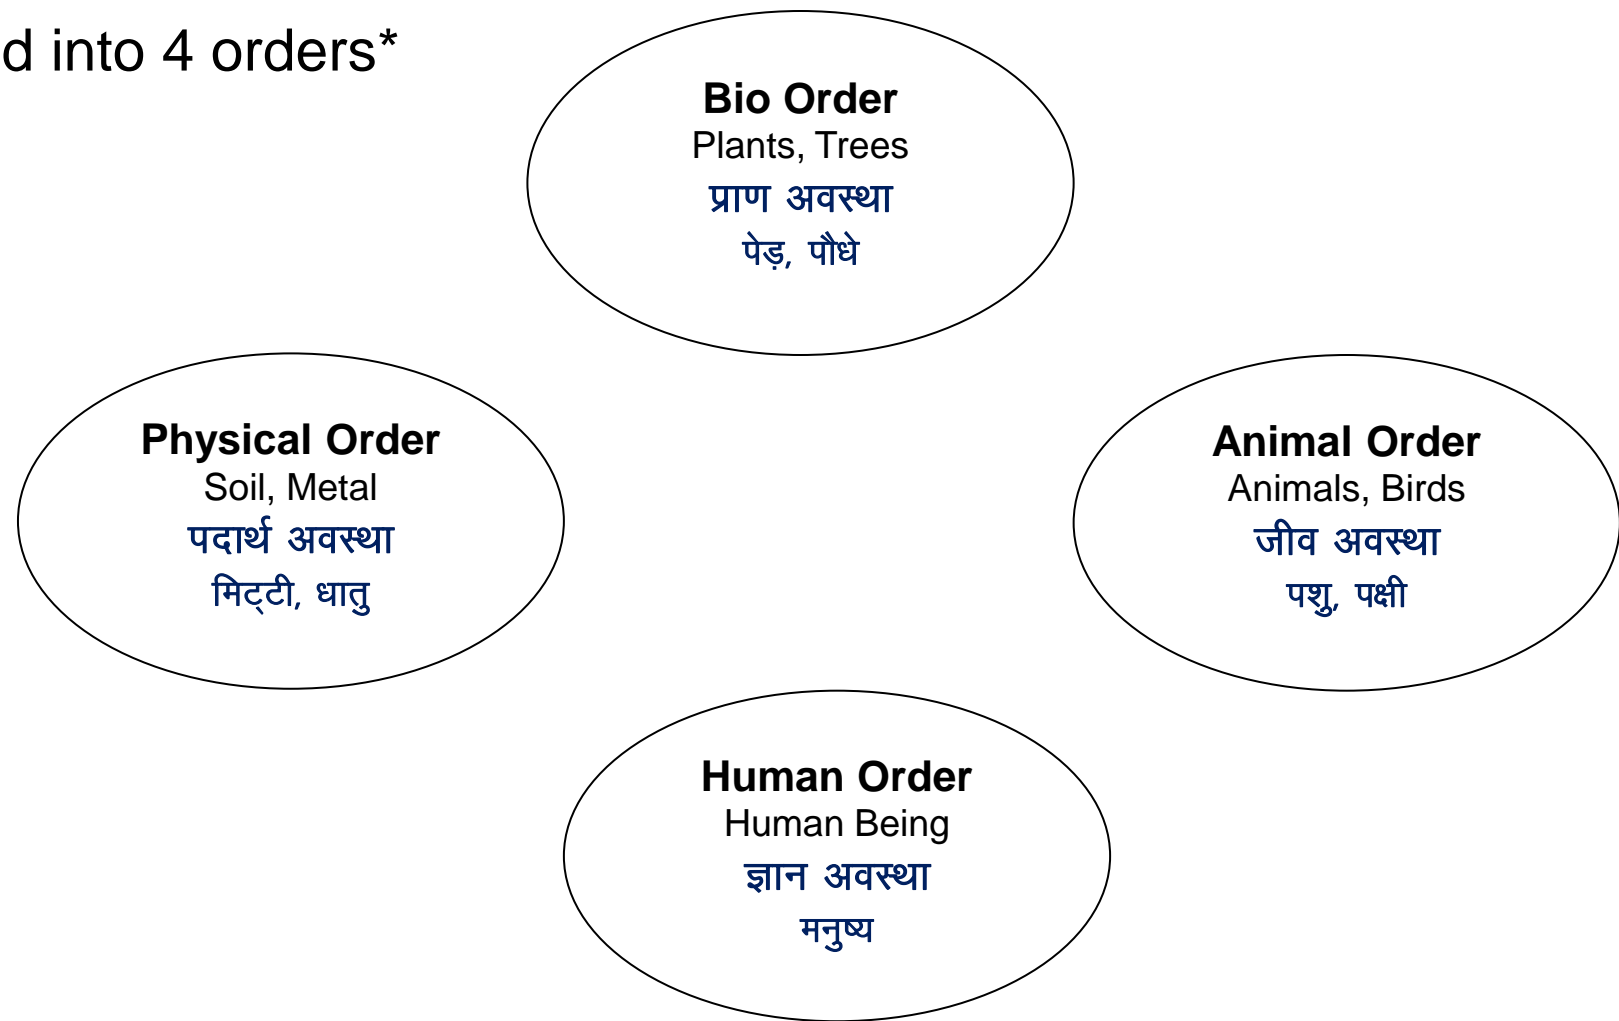 d into 4 orders*
Bio Order
Plants, Trees
प्राण अवस्था
पेड़, पौधे
Physical Order
Soil, Metal
पदार्थ अवस्था
मिट्‌टी, धातु
Animal Order
Animals, Birds
जीव अवस्था
पशु, पक्षी
Human Order
Human Being
ज्ञान अवस्था
मनुष्य